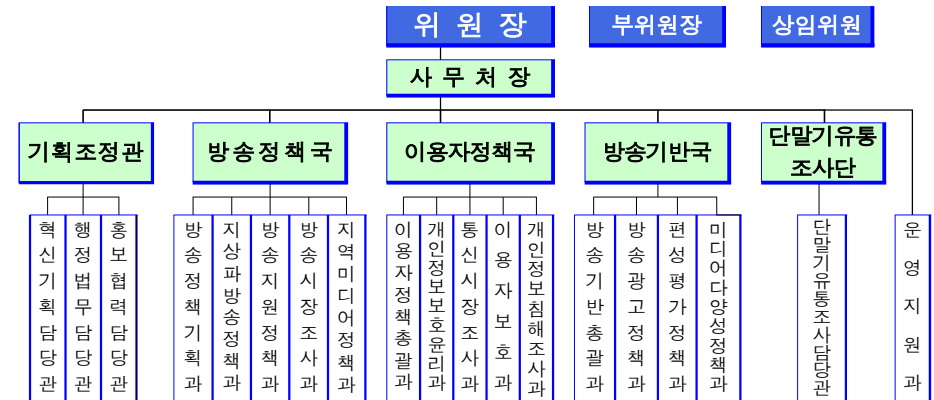 위 원 장
부위원장
상임위원
사 무 처 장
기획조정관
방송정책국
이용자정책국
방송기반국
단말기유통
조사단
혁신기획담당관
행정법무담당관
홍보협력담당관
방송정책기획과
지상파방송정책과
방송지원정책과
방송시장조사과
지역미디어정책과
이용자정책총괄과
개인정보보호윤리과
통신시장조사과
이용자보호과
개인정보침해조사과
방송기반총괄과
방송광고정책과
편성평가정책과
미디어다양성정책과
단말기유통조사담당관
운영지원과